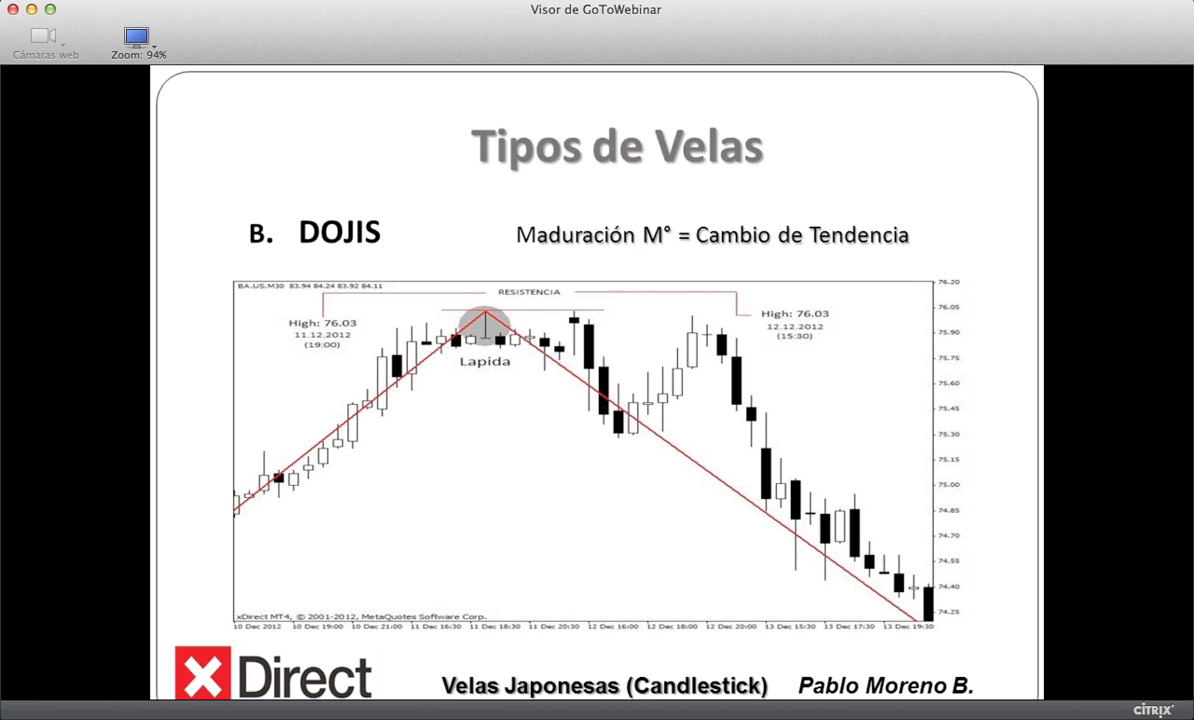 Visor de GoToWebinar
Cámaras web
Zoom: 94%
Tipos de Velas
B. DOJIS
Maduración M° = Cambio de Tendencia
BA.US.M30 83.94 84.24 83.92 84.11
RESISTENCIA
High: 76.03
11.12.2012
(19:00)
High: 76.03
12.12.2012
(15:30)
Lapida
76.20
76.05
75.90
75.75
75.60
75.45
75.30
75.15
75.00
74.85
74.70
74.55
74.40
74.25
xDirect MT4, © 2001-2012, MetaQuotes Software Corp.
10 Dec 2012 10 Dec 19:00 10 Dec 21:00 11 Dec 16:30 11 Dec 18:30 11 Dec 20:30 12 Dec 16:00 12 Dec 18:00 12 Dec 20:00 13 Dec 15:30 13 Dec 17:30 13 Dec 19:30
X Direct
Velas Japonesas (Candlestick) Pablo Moreno B.
CITRIX